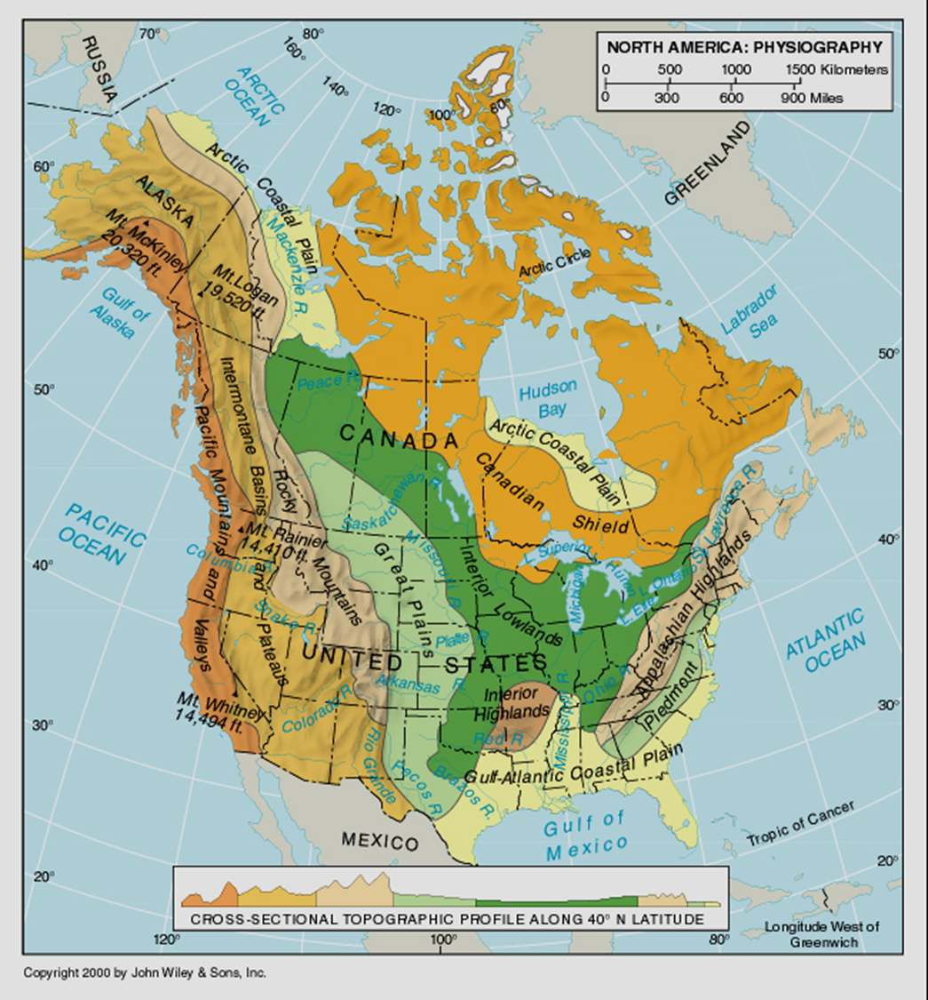 NORTH AMERICA: PHYSIOGRAPHY
0 500 1000 1500 Kilometers
0 300 600 900 Miles
70°
80°
160°
140°
120°
100°
80°
RUSSIA
ARCTIC
OCEAN
GREENLAND
60°
Arctic Coastal Plain
ALASKA
Mt. McKinley
20,320 ft.
Mackenzie R.
Arctic Circle
Mt.Logan
19,520 ft.
Gulf of
Alaska
Labrador
Sea
50°
50°
Intermontane Basins and Plateaus
Peace R.
Hudson
Bay
Pacific Mountains and Valleys
CANADA
Arctic Coastal Plain
Canadian Shield
Rocky Mountains
Saskatchewan R.
St. Lawrence R.
PACIFIC
OCEAN
Mt. Rainier
14,410 ft.
40°
40°
Columbia R.
Great Plains
Missouri R.
Interior Lowlands
L. Superior
Michigan
Huron
L. Ontario
L. Erie
Appalachian Highlands
Snake R.
Platte R.
ATLANTIC
OCEAN
UNITED STATES
Arkansas R.
Ohio R.
Piedmont
Interior
Highlands
Mt. Whitney
14,494 ft.
Colorado R.
Mississippi R.
30°
30°
Red R.
Rio Grande
Pecos R.
Brazos R.
Gulf-Atlantic Coastal Plain
MEXICO
Gulf of
Mexico
Tropic of Cancer
20°
20°
CROSS-SECTIONAL TOPOGRAPHIC PROFILE ALONG 40° N LATITUDE
Longitude West of
Greenwich
120°
100°
80°
Copyright 2000 by John Wiley & Sons, Inc.